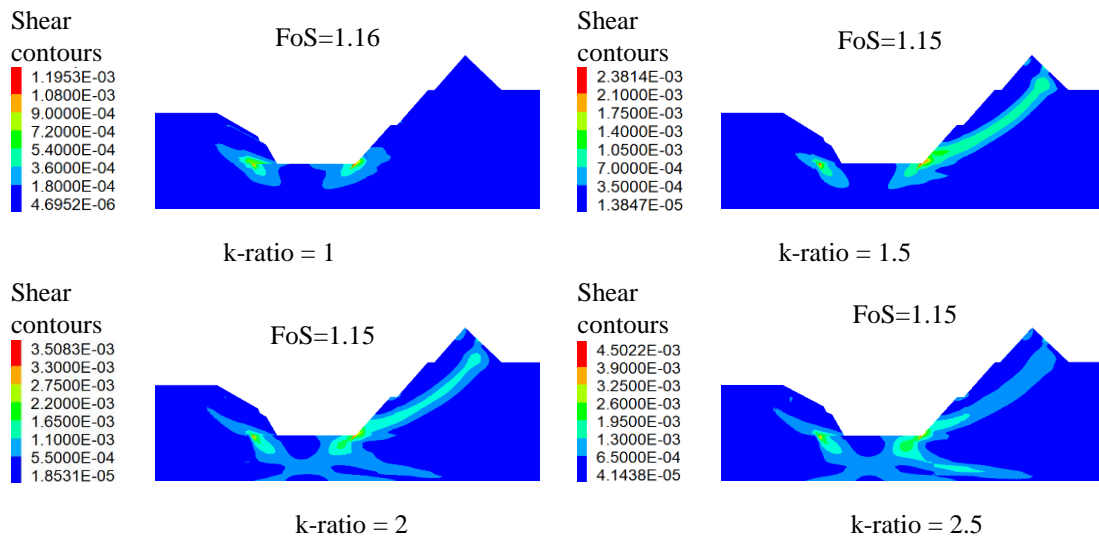 Shear
contours
FoS=1.16
1.1953E-03
1.0800E-03
9.0000E-04
7.2000E-04
5.4000E-04
3.6000E-04
1.8000E-04
4.6952E-06
k-ratio = 1
Shear
contours
FoS=1.15
2.3814E-03
2.1000E-03
1.7500E-03
1.4000E-03
1.0500E-03
7.0000E-04
3.5000E-04
1.3847E-05
k-ratio = 1.5
Shear
contours
FoS=1.15
3.5083E-03
3.3000E-03
2.7500E-03
2.2000E-03
1.6500E-03
1.1000E-03
5.5000E-04
1.8531E-05
k-ratio = 2
Shear
contours
FoS=1.15
4.5022E-03
3.9000E-03
3.2500E-03
2.6000E-03
1.9500E-03
1.3000E-03
6.5000E-04
4.1438E-05
k-ratio = 2.5